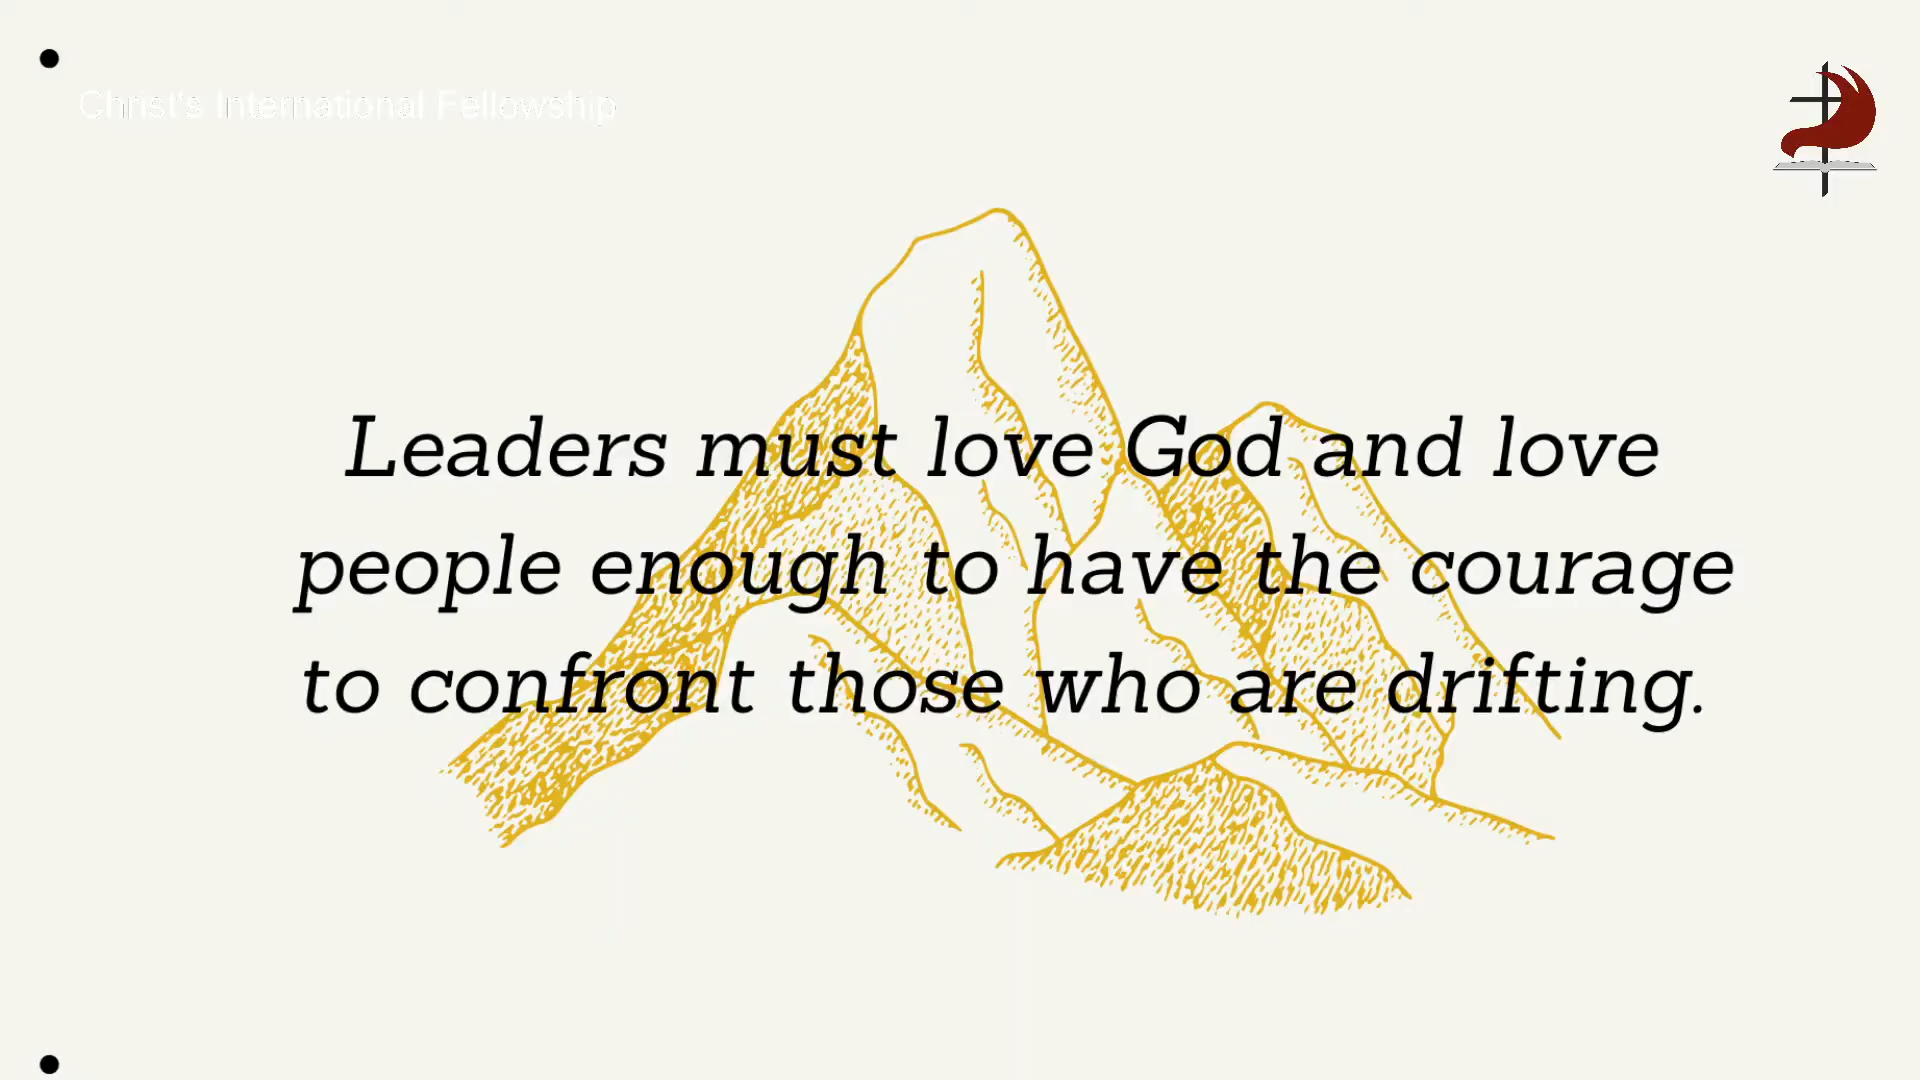 Christ's International Fellowship
Leaders must love God and love
people enough to have the courage
to confront those who are drifting.